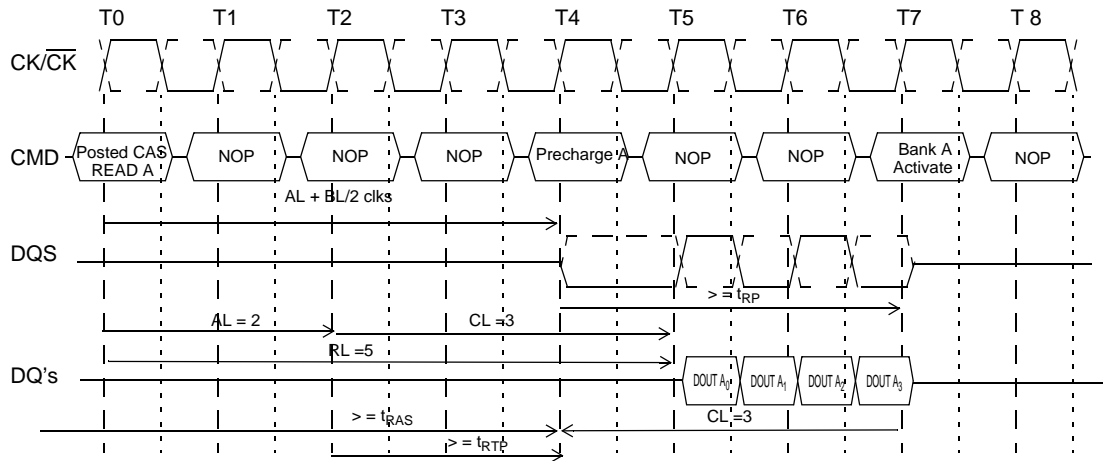 T0 T1 T2 T3 T4 T5 T6 T7 T 8
CK/CK
CMD
Posted CAS
READ A
NOP
NOP
NOP
Precharge A
NOP
NOP
Bank A
Activate
NOP
AL + BL/2 clks
DQS
> = tRP
AL = 2
CL =3
RL =5
DQ's
DOUT A0
DOUT A1
DOUT A2
DOUT A3
> = tRAS
CL =3
> = tRTP